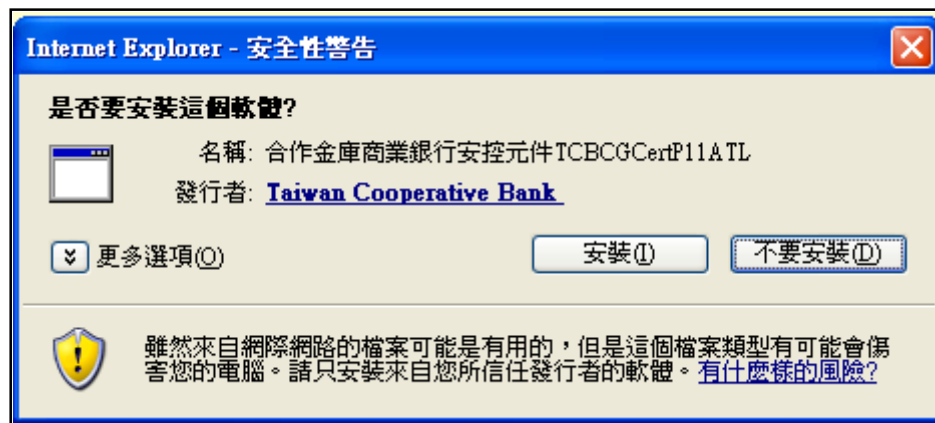 Internet Explorer - 安全性警告
是否要安裝這個軟體?
名稱: 合作金庫商業銀行安控元件TCBCGCertP11ATL
發行者: Taiwan Cooperative Bank
更多選項(O)
安裝(I)
不要安裝(D)
雖然來自網際網路的檔案可能是有用的，但是這個檔案類型有可能會傷
害您的電腦。請只安裝來自您所信任發行者的軟體。有什麼樣的風險?